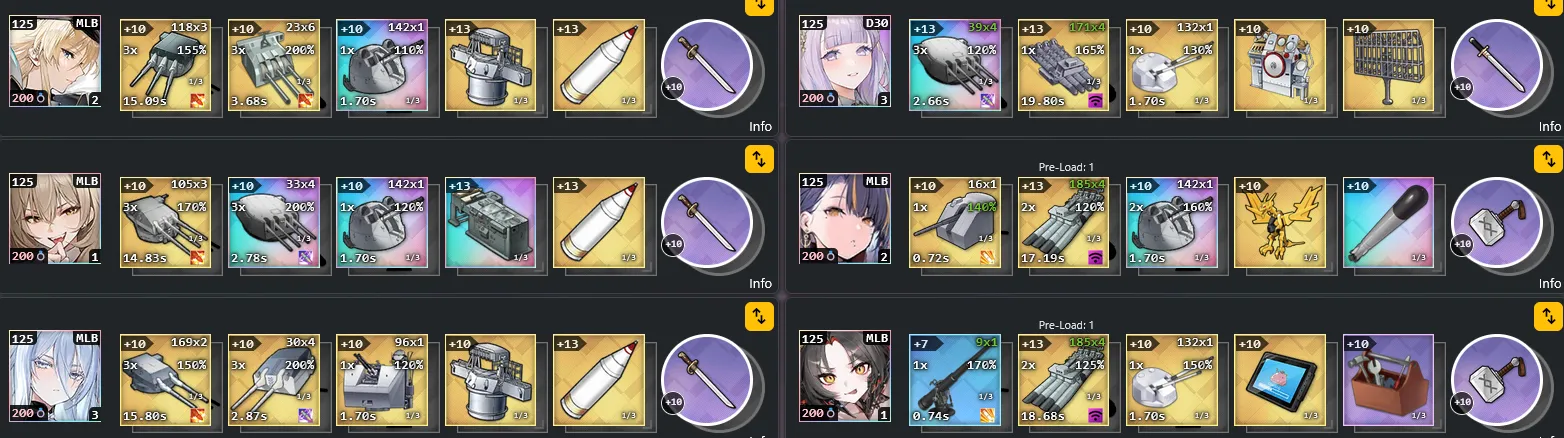 125 MLB
200 2
+10 118x3
3x 155%
1/3
15.09s
+10 23x6
3x 200%
1/3
3.68s
+10 142x1
1x 110%
1.70s 1/3
+13
1/3
+13
1/3
+10
Info
125 D30
200 3
+13 39x4
3x 120%
1/3
2.66s
+13 171x4
1x 165%
1/3
19.80s
+10 132x1
1x 130%
1.70s 1/3
+10
1/3
+10
1/3
+10
Info
125 MLB
200 1
+10 105x3
3x 170%
1/3
14.83s
+10 33x4
3x 200%
1/3
2.78s
+10 142x1
1x 120%
1.70s 1/3
+13
1/3
+13
1/3
+10
Info
Pre-Load: 1
125 MLB
200 2
+10 16x1
1x 140%
1/3
0.72s
+13 185x4
2x 120%
1/3
17.19s
+10 142x1
2x 160%
1.70s 1/3
+10
1/3
+10
1/3
+10
Info
125 MLB
200 3
+10 169x2
3x 150%
1/3
15.80s
+10 30x4
3x 200%
1/3
2.87s
+10 96x1
1x 120%
1.70s 1/3
+10
1/3
+13
1/3
+10
Pre-Load: 1
125 MLB
200 1
+7 9x1
1x 170%
1/3
0.74s
+13 185x4
2x 125%
1/3
18.68s
+10 132x1
1x 150%
1.70s 1/3
+10
1/3
+10
1/3
+10